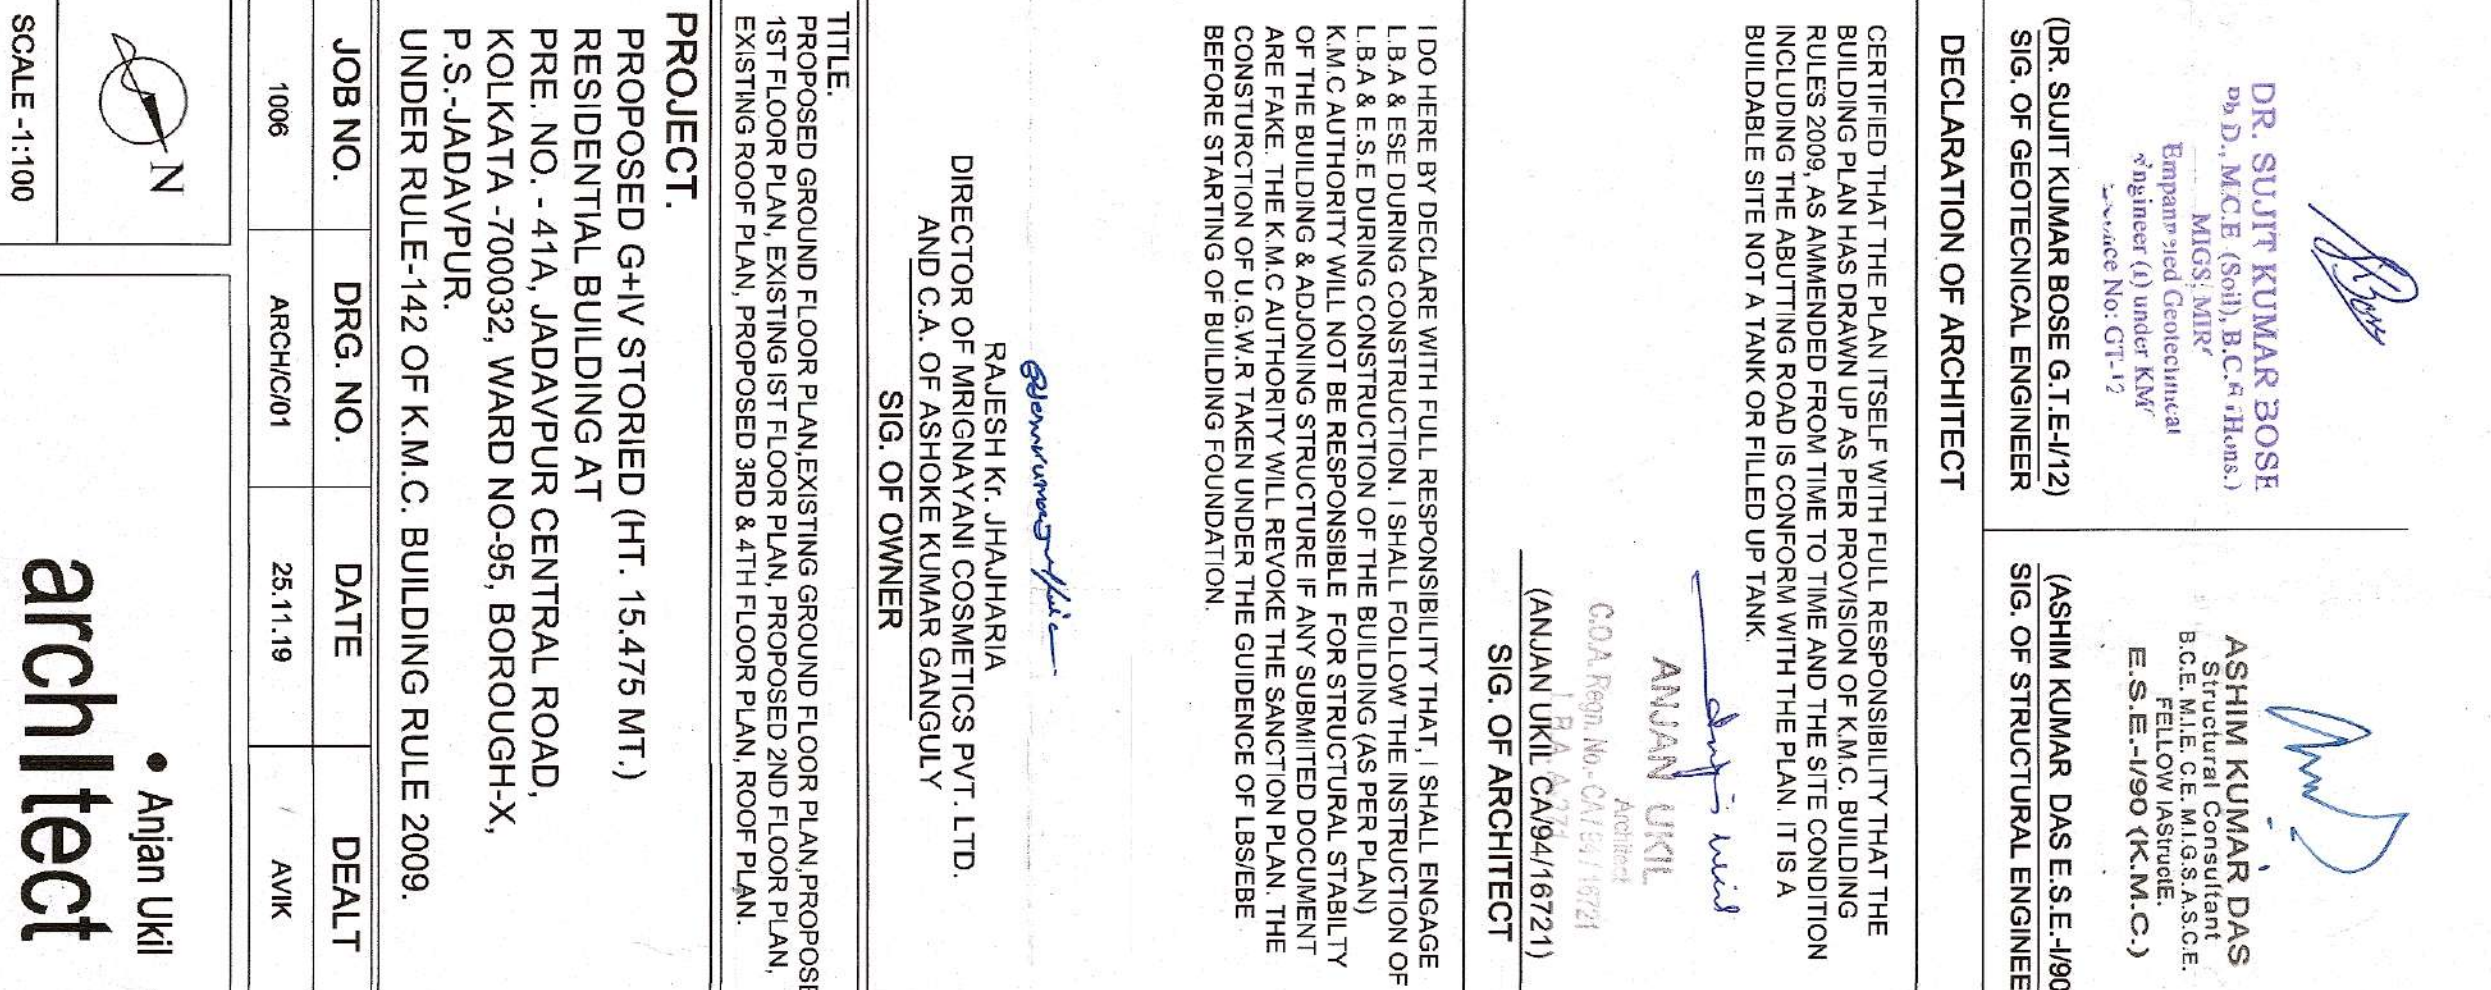 DR. SUJIT KUMAR BOSE
Ph.D., M.C.E (Soil), B.C.E (Hons.)
MIGS,
Empanneled Geotechnical
Engineer (I) under KMC
No: GT-12
(DR. SUJIT KUMAR BOSE G.T.E-I/12)
SIG. OF GEOTECNICAL ENGINEER
ASHIM KUMAR DAS
Structural Consultant
B.C.E. M.I.E. C.E. M.I.G.S. A.S.C.E.
FELLOW IAStructE.
E.S.E.-I/90 (K.M.C.)
(ASHIM KUMAR DAS E.S.E.-I/90
SIG. OF STRUCTURAL ENGINEE
DECLARATION OF ARCHITECT
CERTIFIED THAT THE PLAN ITSELF WITH FULL RESPONSIBILITY THAT THE
BUILDING PLAN HAS DRAWN UP AS PER PROVISION OF K.M.C. BUILDING
RULES 2009, AS AMMENDED FROM TIME TO TIME AND THE SITE CONDITION
INCLUDING THE ABUTTING ROAD IS CONFORM WITH THE PLAN. IT IS A
BUILDABLE SITE NOT A TANK OR FILLED UP TANK.
ANJAN UKIL
Architect
C.O.A. Regn. No.- CA/94/16721
(ANJAN UKIL CA/94/16721)
SIG. OF ARCHITECT
I DO HERE BY DECLARE WITH FULL RESPONSIBILITY THAT, I SHALL ENGAGE
L.B.A & ESE DURING CONSTRUCTION. I SHALL FOLLOW THE INSTRUCTION OF
L.B.A & E.S.E DURING CONSTRUCTION OF THE BUILDING (AS PER PLAN)
K.M.C AUTHORITY WILL NOT BE RESPONSIBLE FOR STRUCTURAL STABILTY
OF THE BUILDING & ADJONING STRUCTURE IF ANY SUBMIITED DOCUMENT
ARE FAKE. THE K.M.C AUTHORITY WILL REVOKE THE SANCTION PLAN. THE
CONSTURCTION OF U.G.W.R TAKEN UNDER THE GUIDENCE OF LBS/EBE
BEFORE STARTING OF BUILDING FOUNDATION.
RAJESH Kr. JHAJHARIA
DIRECTOR OF MRIGNAYANI COSMETICS PVT. LTD.
AND C.A. OF ASHOKE KUMAR GANGULY
SIG. OF OWNER
TITLE.
PROPOSED GROUND FLOOR PLAN,EXISTING GROUND FLOOR PLAN,PROPOSE
1ST FLOOR PLAN, EXISTING IST FLOOR PLAN, PROPOSED 2ND FLOOR PLAN,
EXISTING ROOF PLAN, PROPOSED 3RD & 4TH FLOOR PLAN, ROOF PLAN.
PROJECT.
PROPOSED G+IV STORIED (HT. 15.475 MT.)
RESIDENTIAL BUILDING AT
PRE. NO. - 41A, JADAVPUR CENTRAL ROAD,
KOLKATA -700032, WARD NO-95, BOROUGH-X,
P.S.-JADAVPUR.
UNDER RULE-142 OF K.M.C. BUILDING RULE 2009.
JOB NO. DRG. NO. DATE DEALT
1006 ARCH/C/01 25.11.19 AVIK
N
SCALE -1:100
• Anjan Ukil
architect